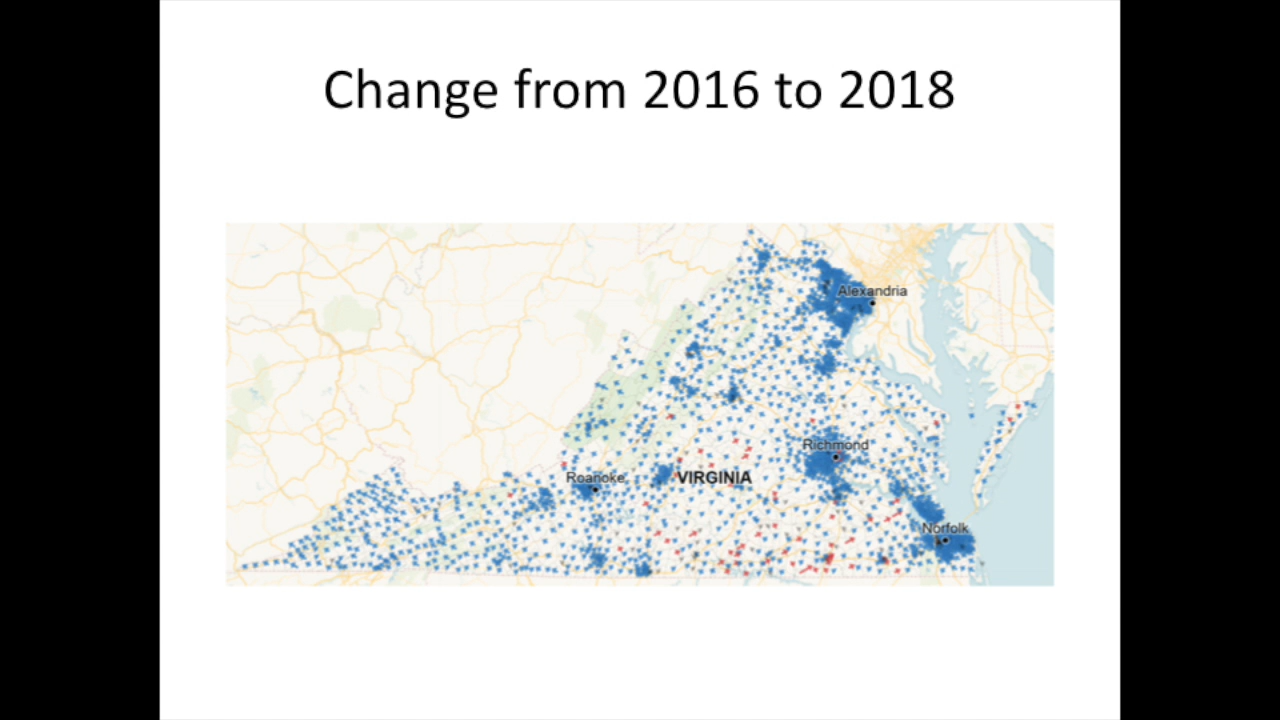 Change from 2016 to 2018
Alexandria
Richmond
Roanoke
VIRGINIA
Norfolk